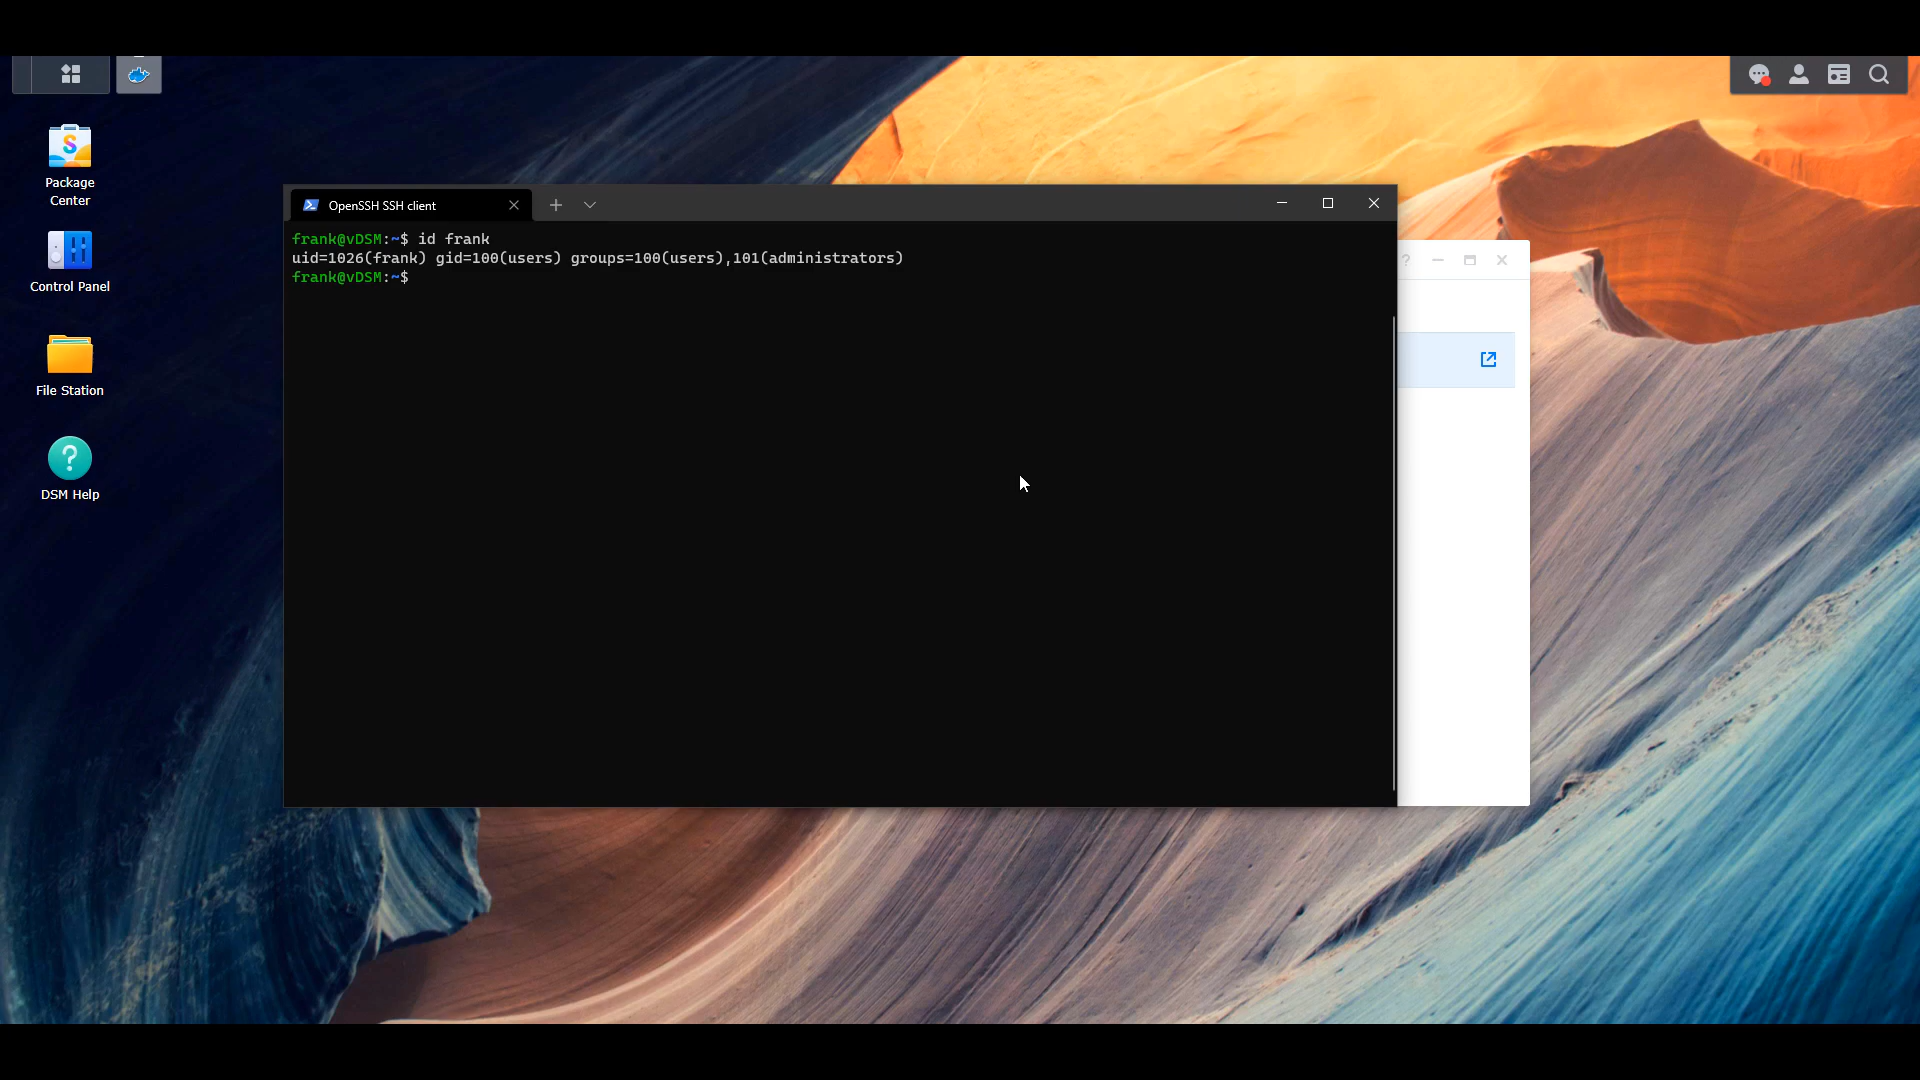 Package
Center
Control Panel
File Station
DSM Help
OpenSSH SSH client
frank@vDSM:~$ id frank
uid=1026(frank) gid=100(users) groups=100(users),101(administrators)
frank@vDSM:~$